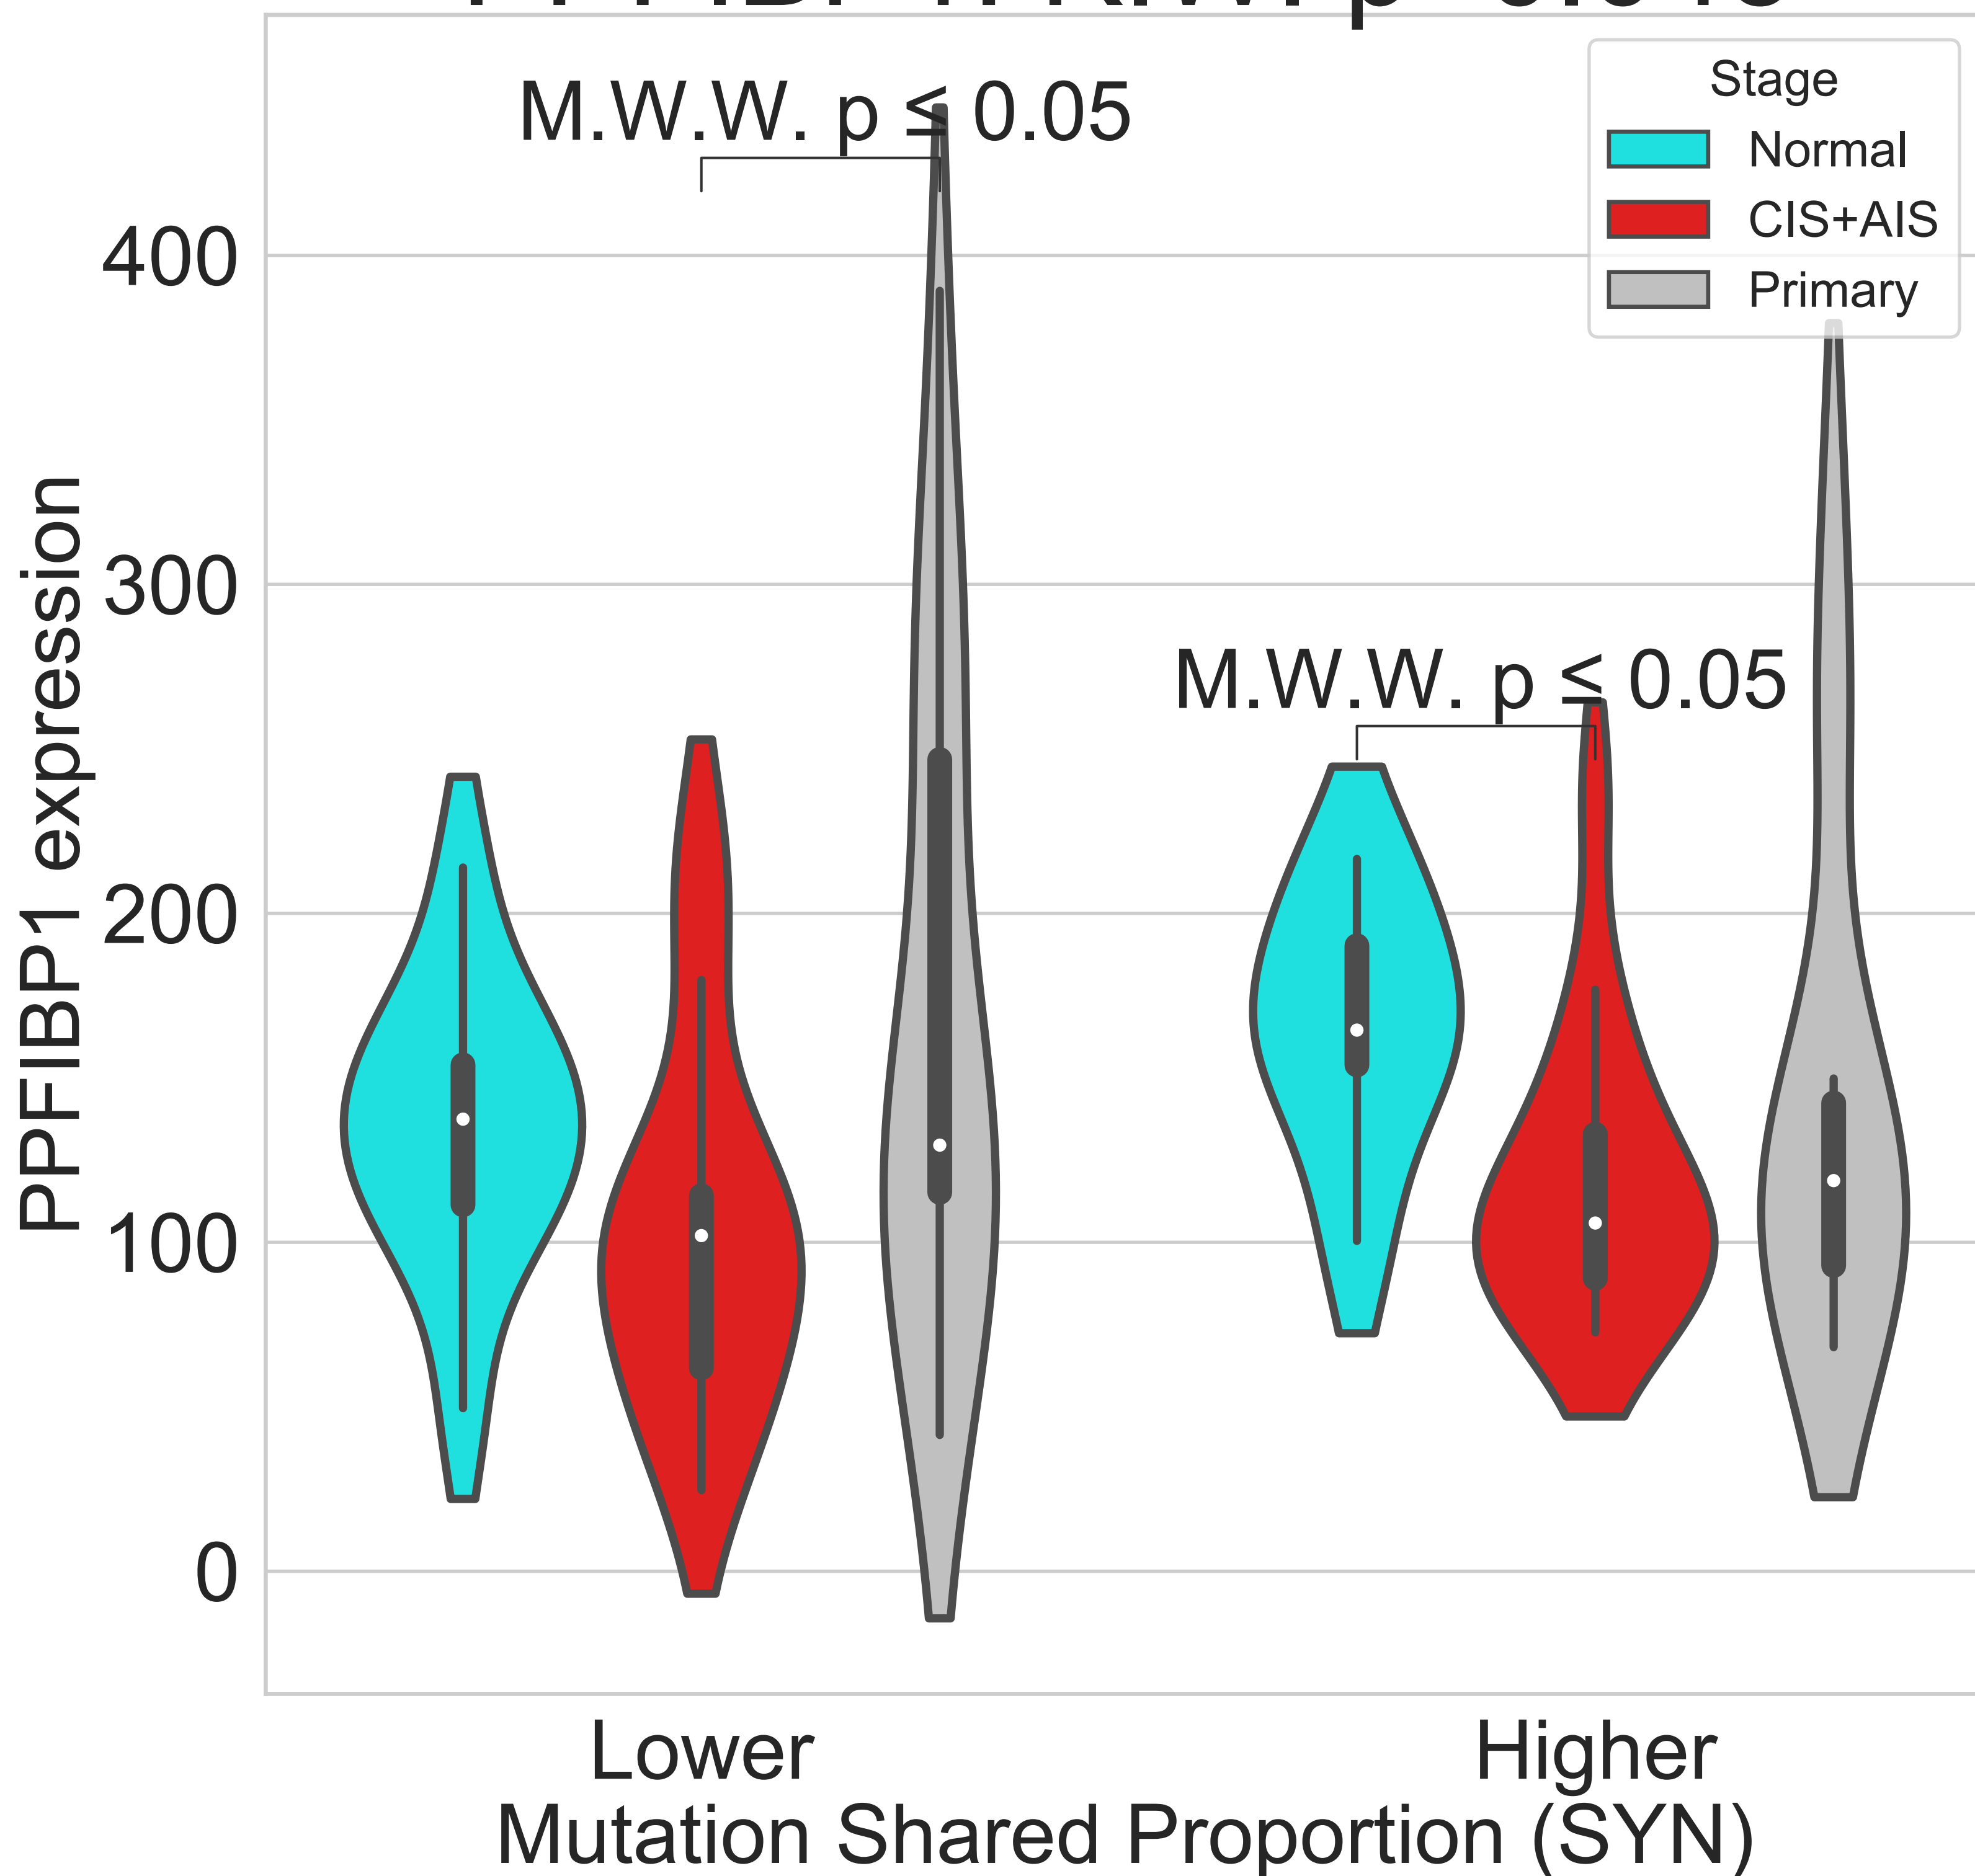 M.W.W. p ≤ 0.05
Stage
Normal
CIS+AIS
Primary
400
300
200
100
0
PPFIBP1 expression
M.W.W. p ≤ 0.05
Lower
Higher
Mutation Shared Proportion (SYN)